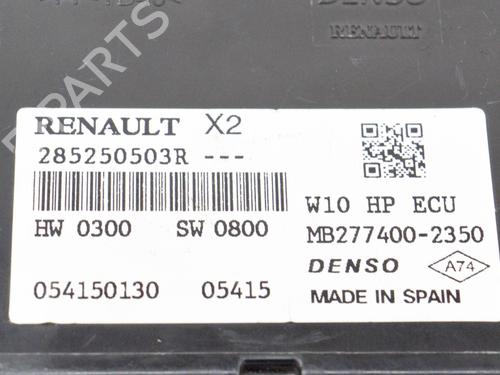 DENSO
RENAULT
RENAULT X2
285250503R ---
HW 0300 SW 0800
054150130 05415
W10 HP ECU
MB277400-2350
DENSO A74
MADE IN SPAIN
PARTS